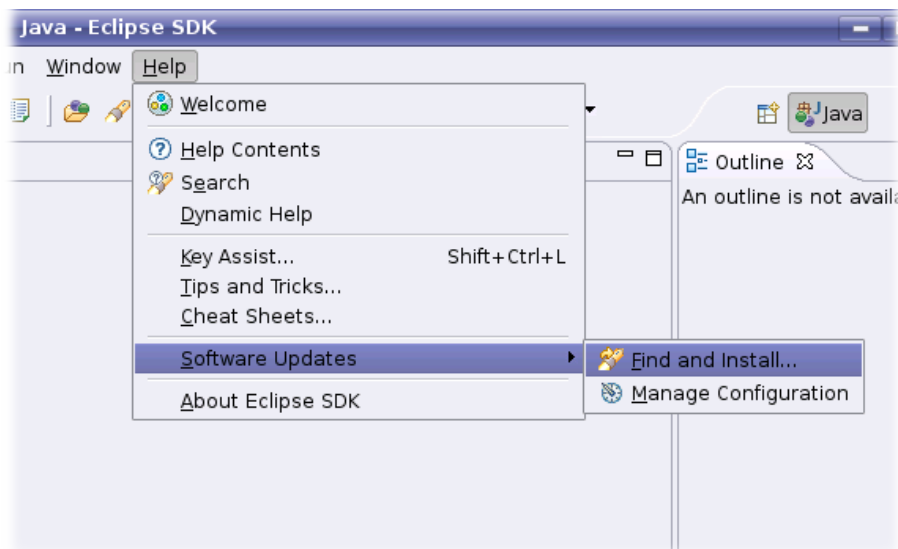 Java - Eclipse SDK
un Window Help
Welcome
Java
Help Contents
Outline
Search
An outline is not availa
Dynamic Help
Key Assist... Shift+Ctrl+L
Tips and Tricks...
Cheat Sheets...
Software Updates
Find and Install...
Manage Configuration
About Eclipse SDK